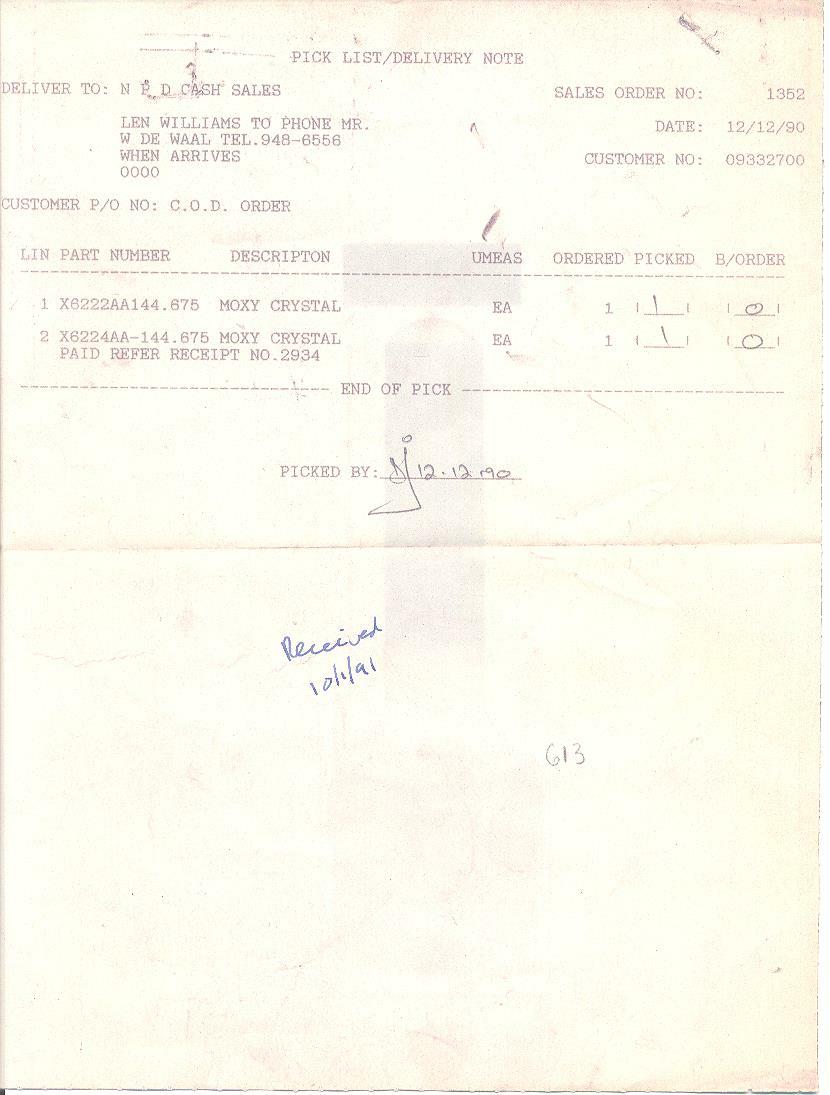 PICK LIST/DELIVERY NOTE
DELIVER TO: N P D CASH SALES
SALES ORDER NO: 1352
LEN WILLIAMS TO PHONE MR.
DATE: 12/12/90
W DE WAAL TEL.948-6556
WHEN ARRIVES
CUSTOMER NO: 09332700
0000
CUSTOMER P/O NO: C.O.D. ORDER
LIN PART NUMBER DESCRIPTON UMEAS ORDERED PICKED B/ORDER
1 X6222AA144.675 MOXY CRYSTAL EA 1 1 0
2 X6224AA-144.675 MOXY CRYSTAL EA 1 1 0
PAID REFER RECEIPT NO.2934
END OF PICK
PICKED BY: 12.12.90
Received
10/1/91
613